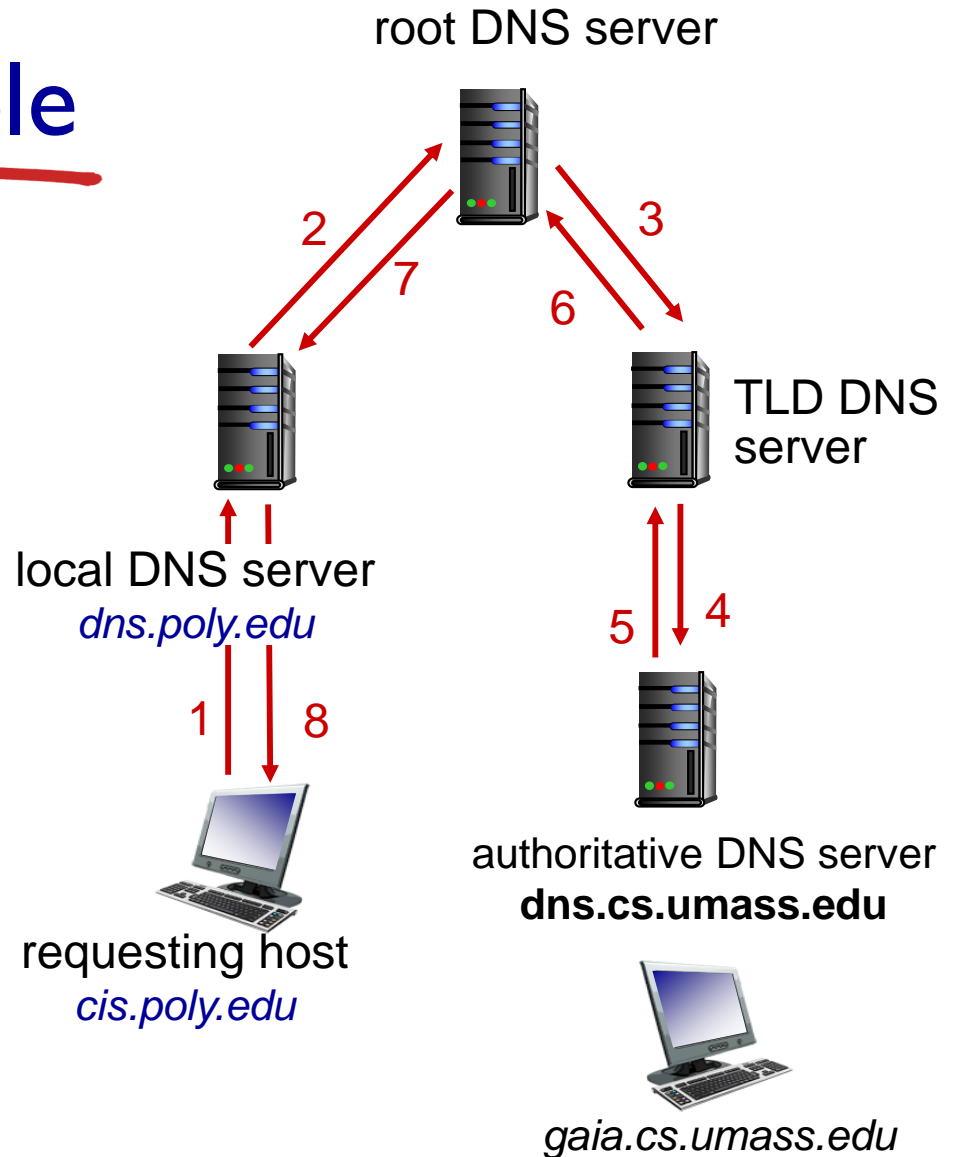 root DNS server
le
2
7
3
6
TLD DNS
server
local DNS server
dns.poly.edu
5
4
1
8
authoritative DNS server
dns.cs.umass.edu
requesting host
cis.poly.edu
gaia.cs.umass.edu